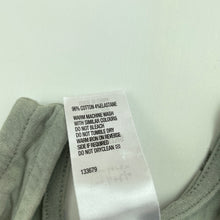 96% COTTON 4% ELASTANE
WARM MACHINE WASH
WITH SIMILAR COLOURS
DO NOT BLEACH
DO NOT TUMBLE DRY
WARM IRON ON REVERSE
SIDE IF REQUIRED
DO NOT DRYCLEAN
133679